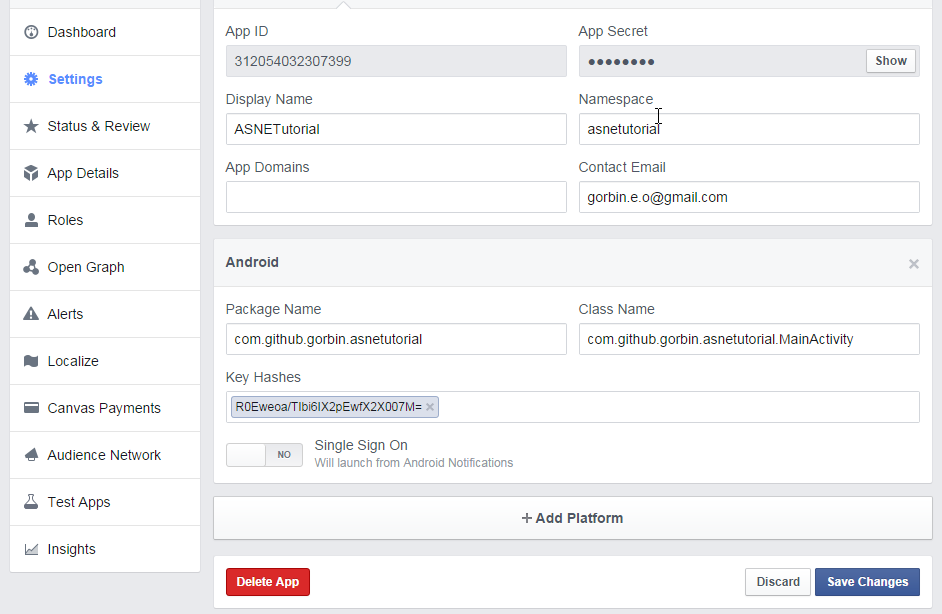 Dashboard
Settings
Status & Review
App Details
Roles
Open Graph
Alerts
Localize
Canvas Payments
Audience Network
Test Apps
Insights
App ID
App Secret
312054032307399
●●●●●●●●
Show
Display Name
Namespace
ASNETutorial
asnetutorial
App Domains
Contact Email
gorbin.e.o@gmail.com
Android
×
Package Name
Class Name
com.github.gorbin.asnetutorial
com.github.gorbin.asnetutorial.MainActivity
Key Hashes
R0Eweoa/TIbi6IX2pEwfX2X007M= ×
NO
Single Sign On
Will launch from Android Notifications
+ Add Platform
Delete App
Discard
Save Changes